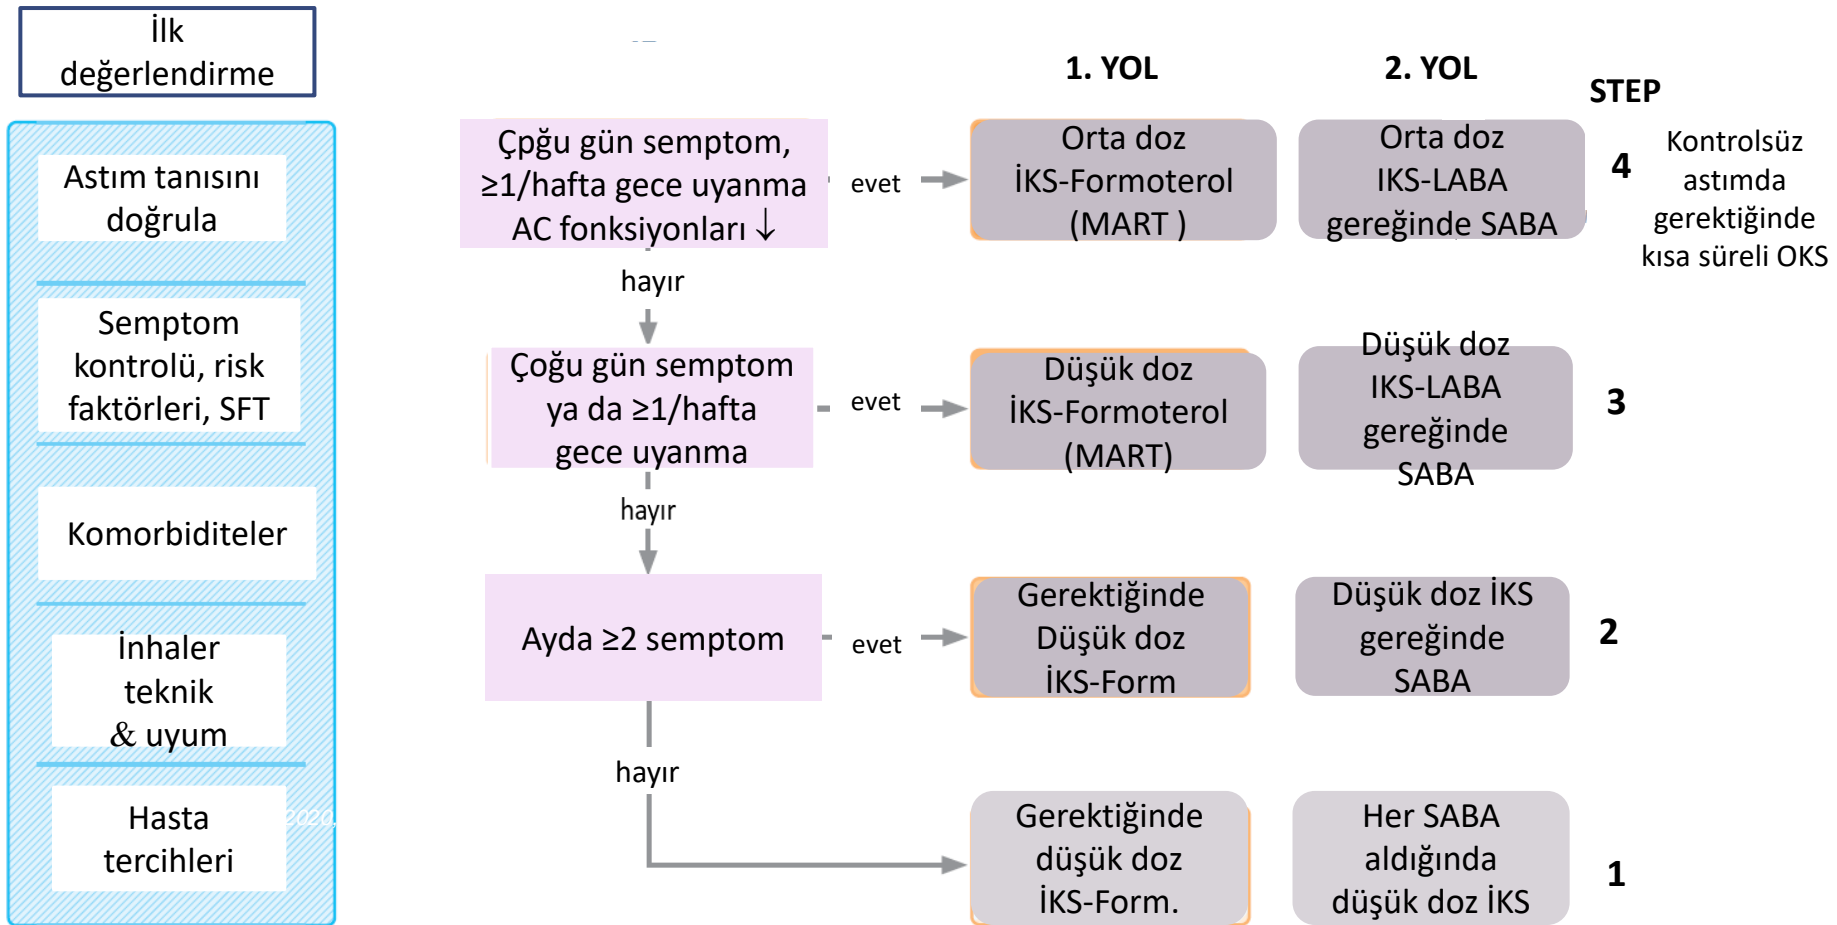 İlk
değerlendirme
Astım tanısını
doğrula
Semptom
kontrolü, risk
faktörleri, SFT
Komorbiditeler
İnhaler
teknik
& uyum
Hasta
tercihleri
2020,
1. YOL
2. YOL
STEP
Çpğu gün semptom,
≥1/hafta gece uyanma
AC fonksiyonları ↓
evet
Orta doz
İKS-Formoterol
(MART )
Orta doz
IKS-LABA
gereğinde SABA
4
Kontrolsüz
astımda
gerektiğinde
kısa süreli OKS
hayır
Çoğu gün semptom
ya da ≥1/hafta
gece uyanma
evet
Düşük doz
İKS-Formoterol
(MART)
Düşük doz
IKS-LABA
gereğinde
SABA
3
hayır
Ayda ≥2 semptom
evet
Gerektiğinde
Düşük doz
İKS-Form
Düşük doz İKS
gereğinde
SABA
2
hayır
Gerektiğinde
düşük doz
İKS-Form.
Her SABA
aldığında
düşük doz İKS
1